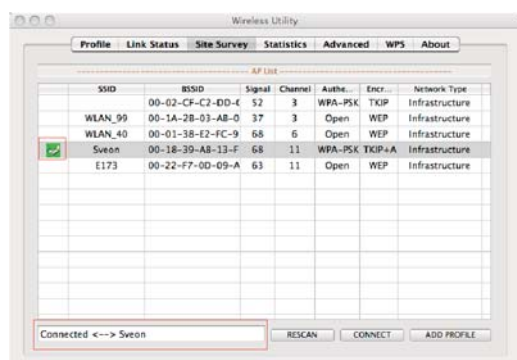 Wireless Utility
Profile Link Status Site Survey Statistics Advanced WPS About
AP List
SSID BSSID Signal Channel Authe... Encr... Network Type
00-02-CF-C2-DD-( 52 3 WPA-PSK TKIP Infrastructure
WLAN_99 00-1A-2B-03-AB-0 37 3 Open WEP Infrastructure
WLAN_40 00-01-38-E2-FC-9 68 6 Open WEP Infrastructure
Sveon 00-18-39-AB-13-F 68 11 WPA-PSK TKIP+A Infrastructure
E173 00-22-F7-0D-09-A 63 11 Open WEP Infrastructure
Connected <--> Sveon RESCAN CONNECT ADD PROFILE